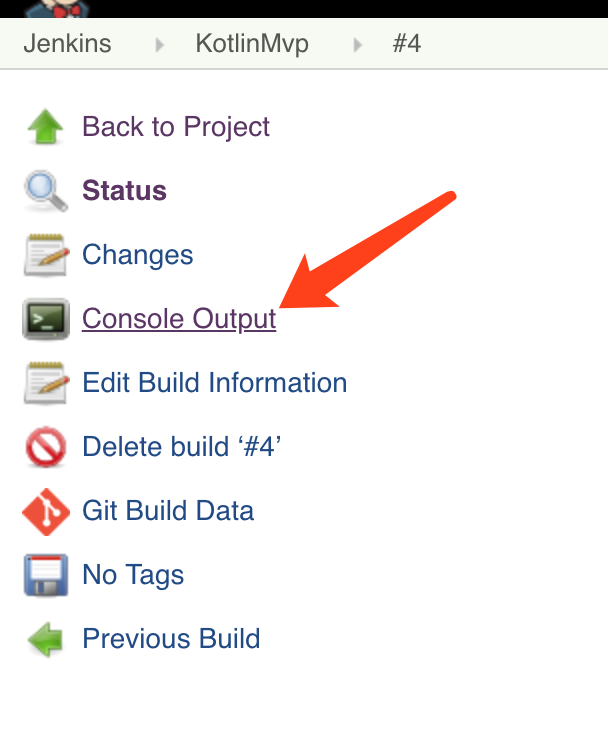 Jenkins KotlinMvp #4
Back to Project
Status
Changes
Console Output
Edit Build Information
Delete build ‘#4’
Git Build Data
No Tags
Previous Build